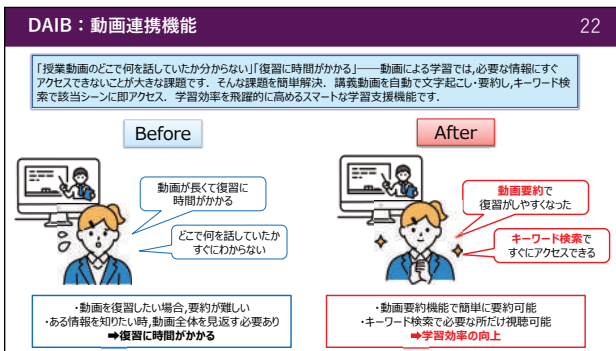 DAIB：動画連携機能
22
「授業動画のどこで何を話していたか分からない」「復習に時間がかかる」――動画による学習では,必要な情報にすぐ
アクセスできないことが大きな課題です．そんな課題を簡単解決．講義動画を自動で文字起こし・要約し,キーワード検
索で該当シーンに即アクセス．学習効率を飛躍的に高めるスマートな学習支援機能です．
Before
動画が長くて復習に
時間がかかる
どこで何を話していたか
すぐにわからない
・動画を復習したい場合,要約が難しい
・ある情報を知りたい時,動画全体を見返す必要あり
➡復習に時間がかかる
After
動画要約で
復習がしやすくなった
キーワード検索で
すぐにアクセスできる
・動画要約機能で簡単に要約可能
・キーワード検索で必要な所だけ視聴可能
➡学習効率の向上